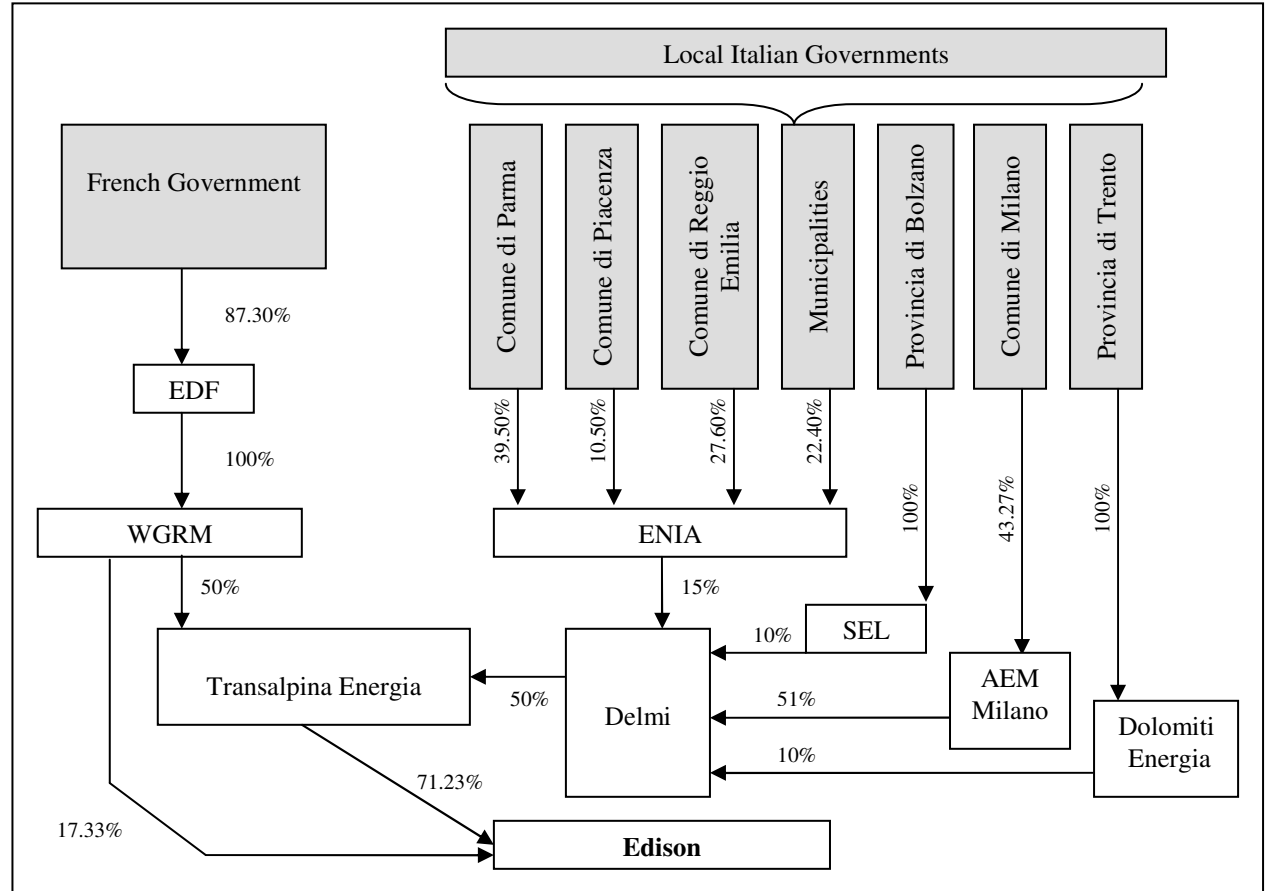 Local Italian Governments
French Government
Comune di Parma
Comune di Piacenza
Comune di Reggio
Emilia
Municipalities
Provincia di Bolzano
Comune di Milano
Provincia di Trento
87.30%
EDF
39.50%
10.50%
27.60%
22.40%
100%
100%
43.27%
100%
WGRM
ENIA
50%
15%
SEL
10%
Transalpina Energia
50%
Delmi
51%
AEM
Milano
10%
Dolomiti
Energia
71.23%
17.33%
Edison